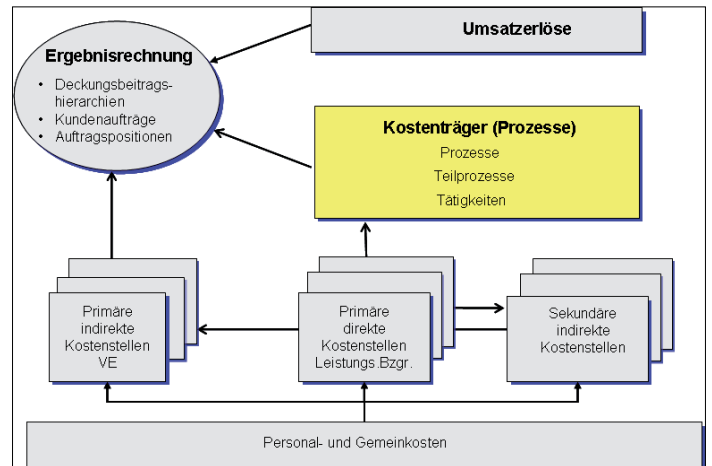 Umsatzerlöse
Ergebnisrechnung
• Deckungsbeitrags-
hierarchien
• Kundenaufträge
• Auftragspositionen
Kostenträger (Prozesse)
Prozesse
Teilprozesse
Tätigkeiten
Primäre
indirekte
Kostenstellen
VE
Primäre
direkte
Kostenstellen
Leistungs.Bzgr.
Sekundäre
indirekte
Kostenstellen
Personal- und Gemeinkosten